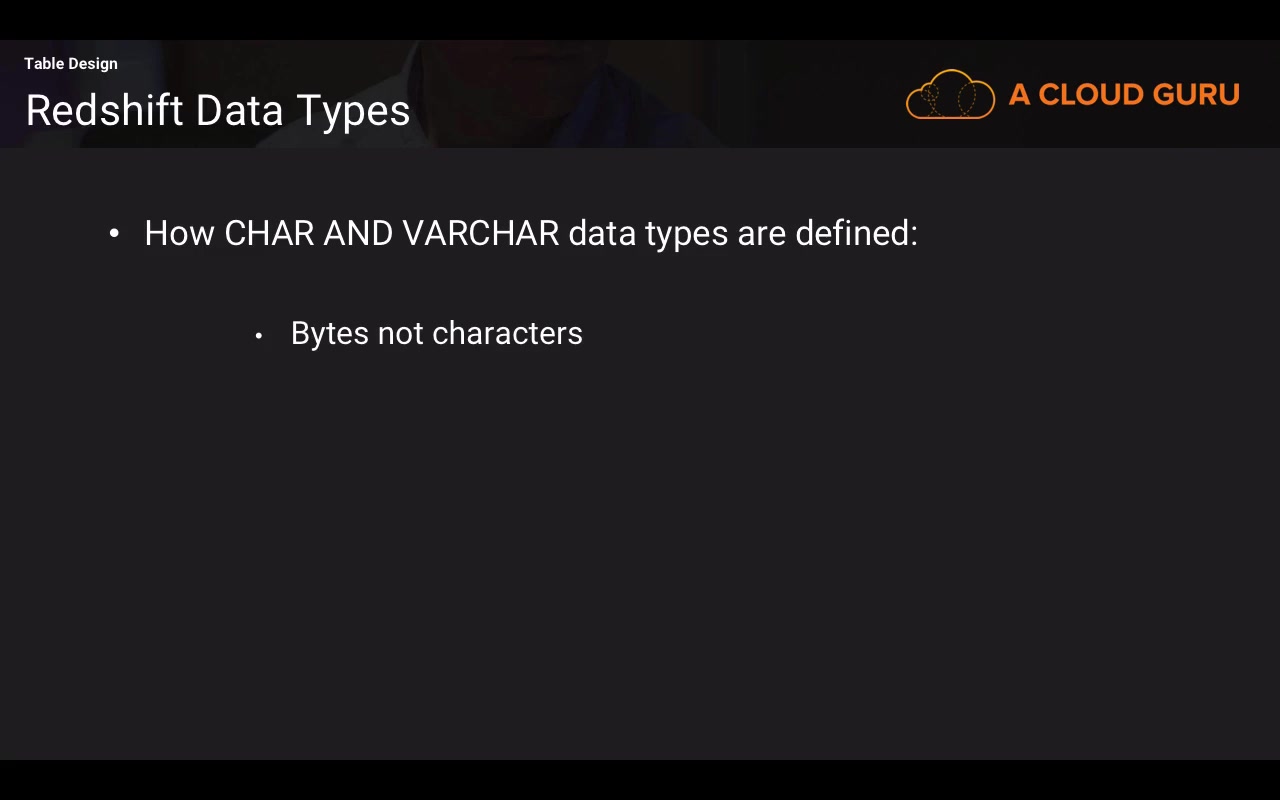 Table Design
Redshift Data Types
A CLOUD GURU
• How CHAR AND VARCHAR data types are defined:
• Bytes not characters